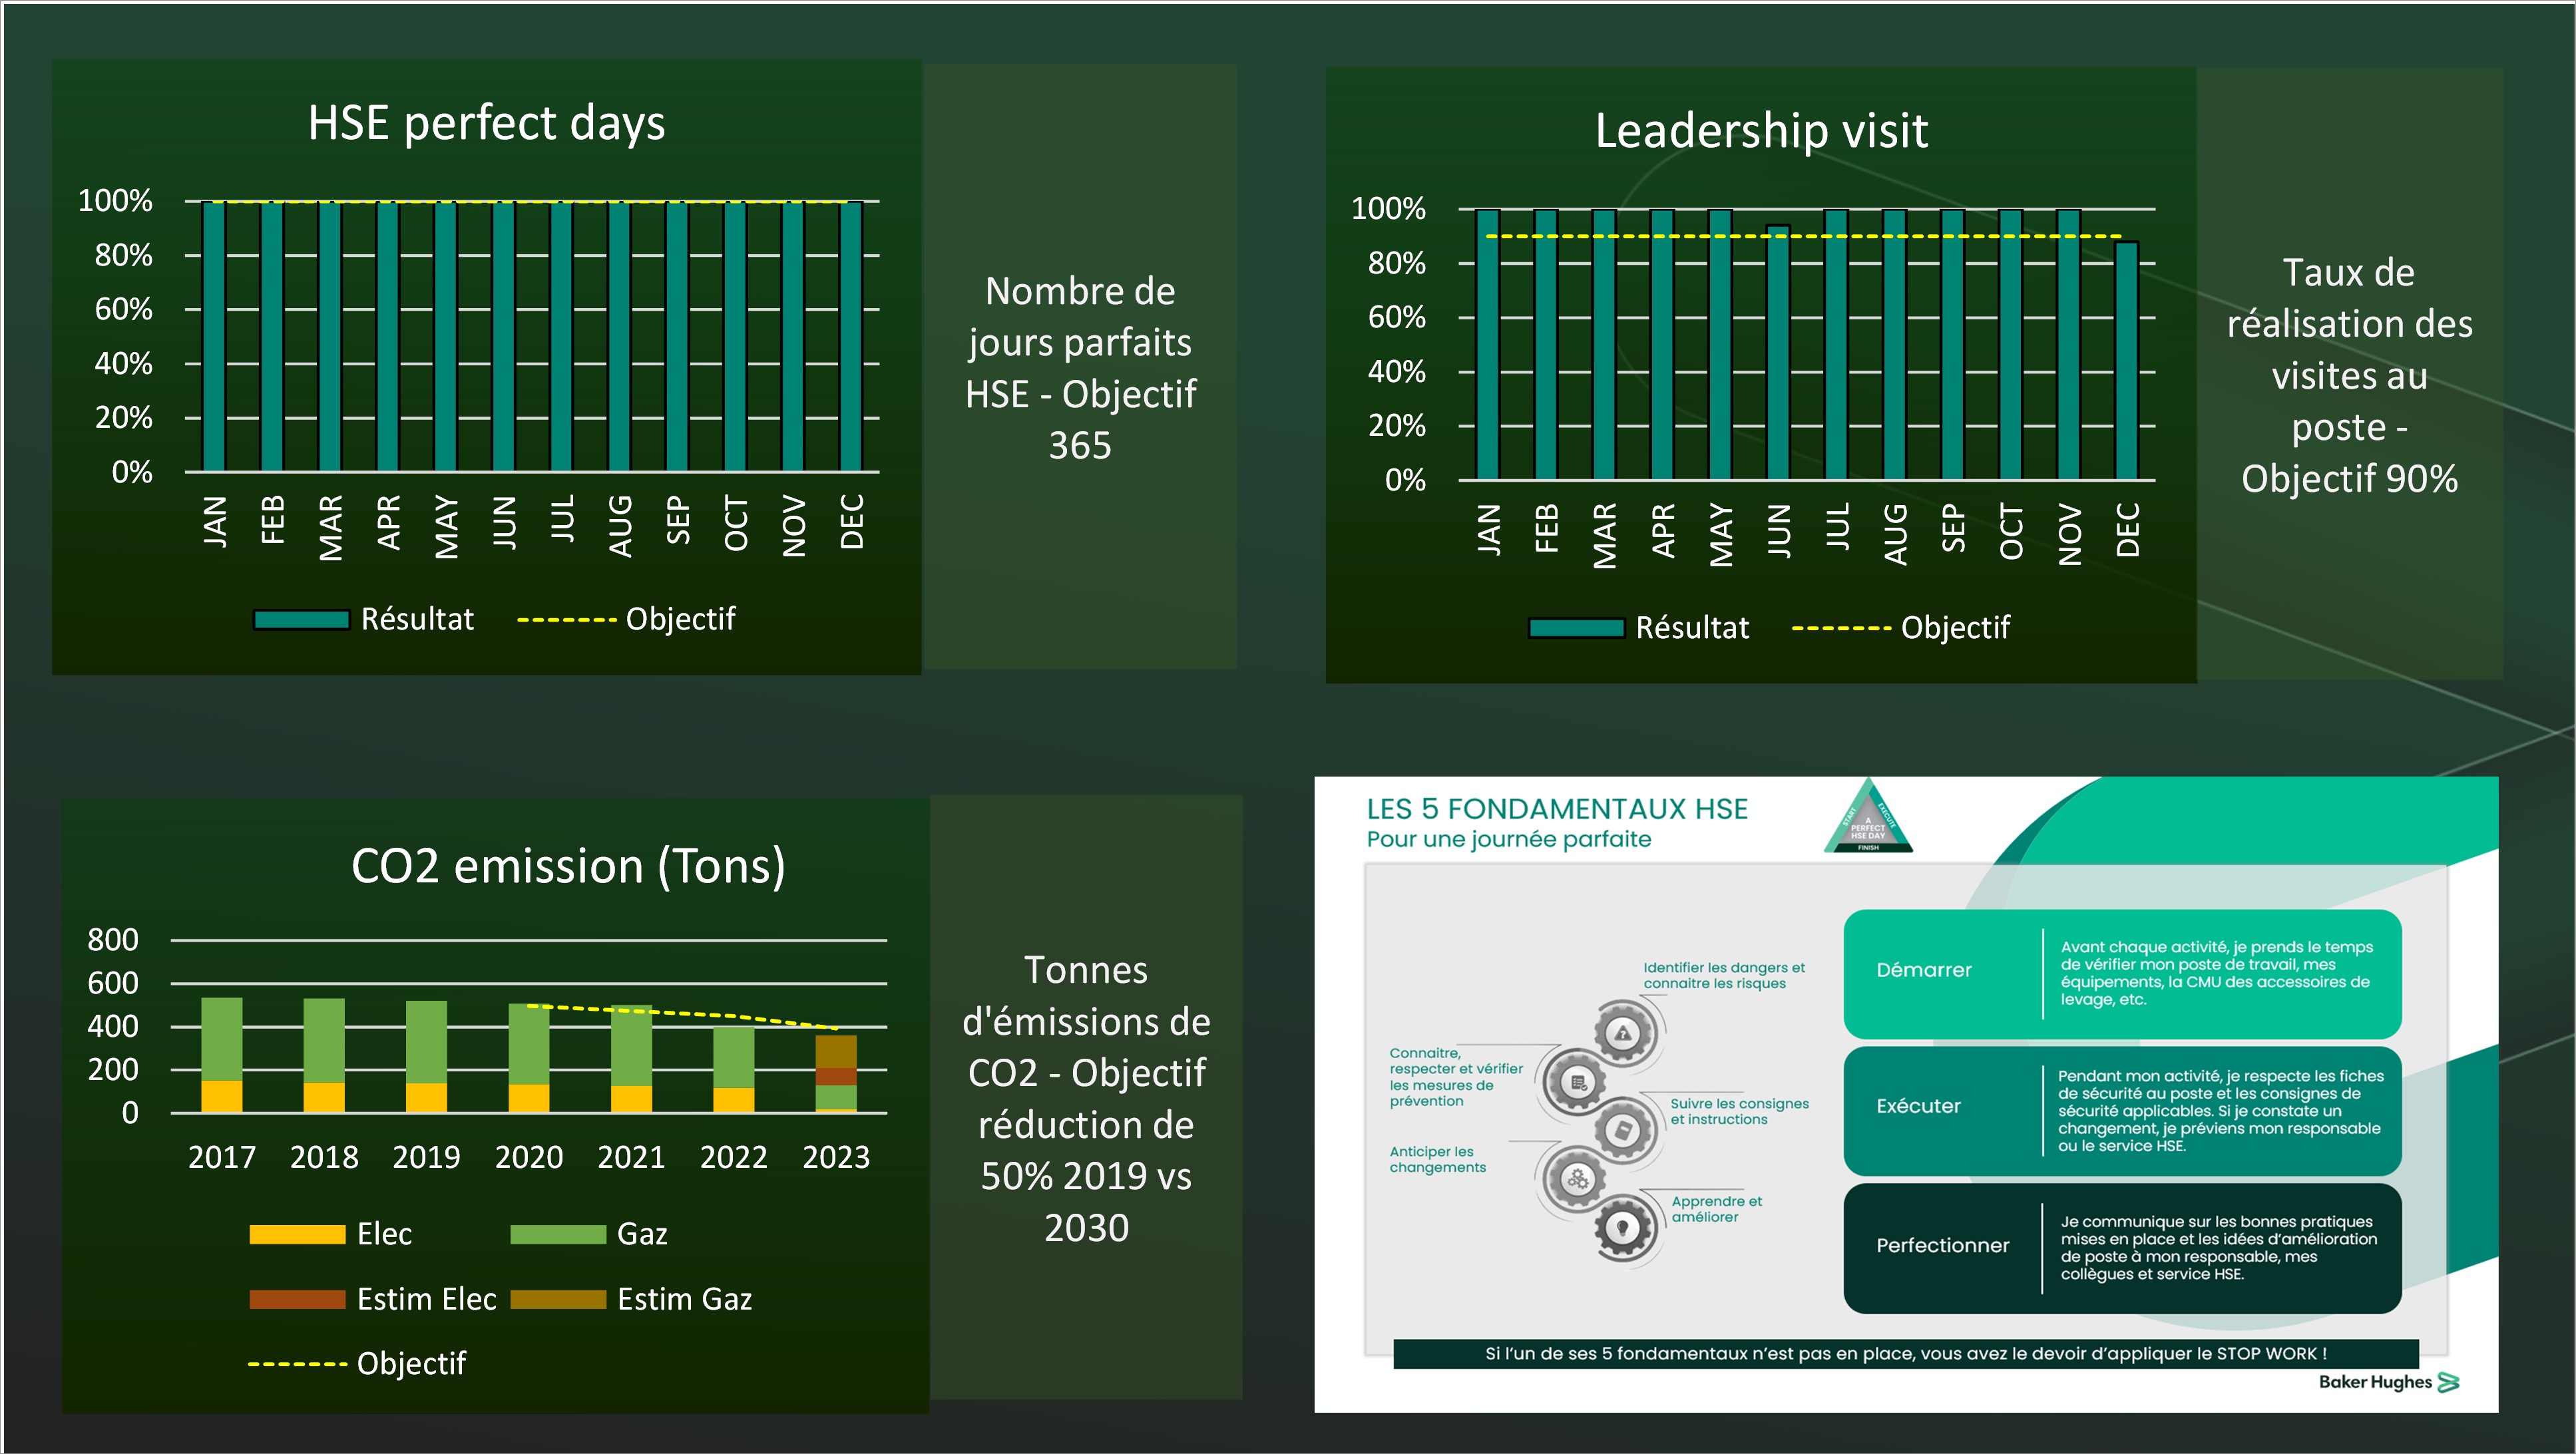 HSE perfect days
100%
80%
60%
40%
20%
0%
JAN FEB MAR APR MAY JUN JUL AUG SEP OCT NOV DEC
Résultat Objectif
Nombre de
jours parfaits
HSE - Objectif
365
Leadership visit
100%
80%
60%
40%
20%
0%
JAN FEB MAR APR MAY JUN JUL AUG SEP OCT NOV DEC
Résultat Objectif
Taux de
réalisation des
visites au
poste -
Objectif 90%
CO2 emission (Tons)
800
600
400
200
0
2017 2018 2019 2020 2021 2022 2023
Elec Gaz
Estim Elec Estim Gaz
Objectif
Tonnes
d'émissions de
CO2 - Objectif
réduction de
50% 2019 vs
2030
LES 5 FONDAMENTAUX HSE
Pour une journée parfaite
START
EXECUTE
A
PERFECT
HSE DAY
FINISH
Identifier les dangers et
connaitre les risques
Connaitre,
respecter et vérifier
les mesures de
prévention
Suivre les consignes
et instructions
Anticiper les
changements
Apprendre et
améliorer
Démarrer
Avant chaque activité, je prends le temps
de vérifier mon poste de travail, mes
équipements, la CMU des accessoires de
levage, etc.
Exécuter
Pendant mon activité, je respecte les fiches
de sécurité au poste et les consignes de
sécurité applicables. Si je constate un
changement, je préviens mon responsable
ou le service HSE.
Perfectionner
Je communique sur les bonnes pratiques
mises en place et les idées d’amélioration
de poste à mon responsable, mes
collègues et service HSE.
Si l’un de ses 5 fondamentaux n’est pas en place, vous avez le devoir d’appliquer le STOP WORK !
Baker Hughes